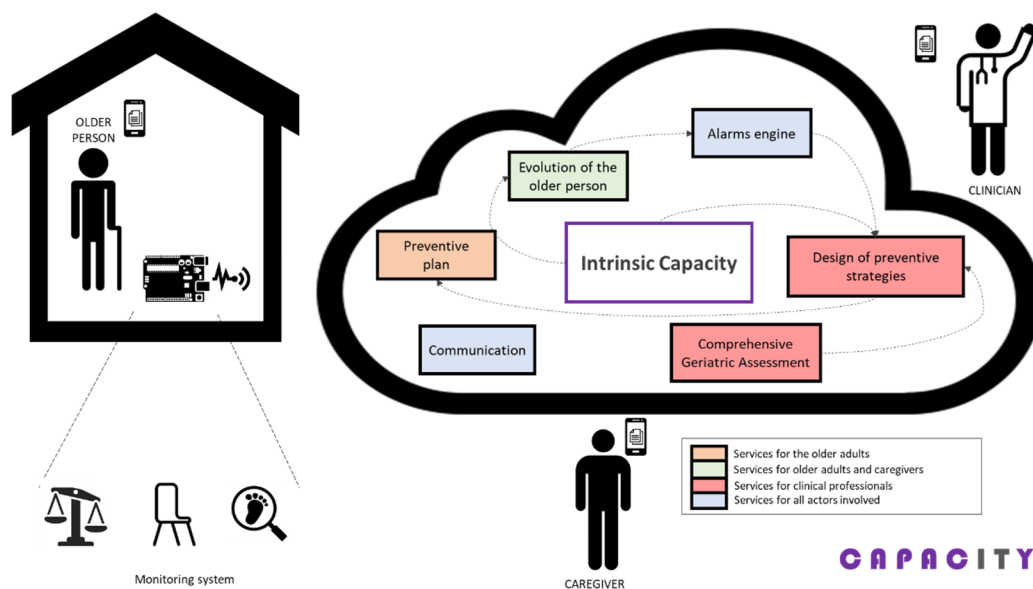 OLDER
PERSON
Monitoring system
Evolution of the
older person
Alarms engine
Preventive
plan
Intrinsic Capacity
Design of preventive
strategies
Communication
Comprehensive
Geriatric Assessment
CLINICIAN
CAREGIVER
Services for the older adults
Services for older adults and caregivers
Services for clinical professionals
Services for all actors involved
CAPACITY